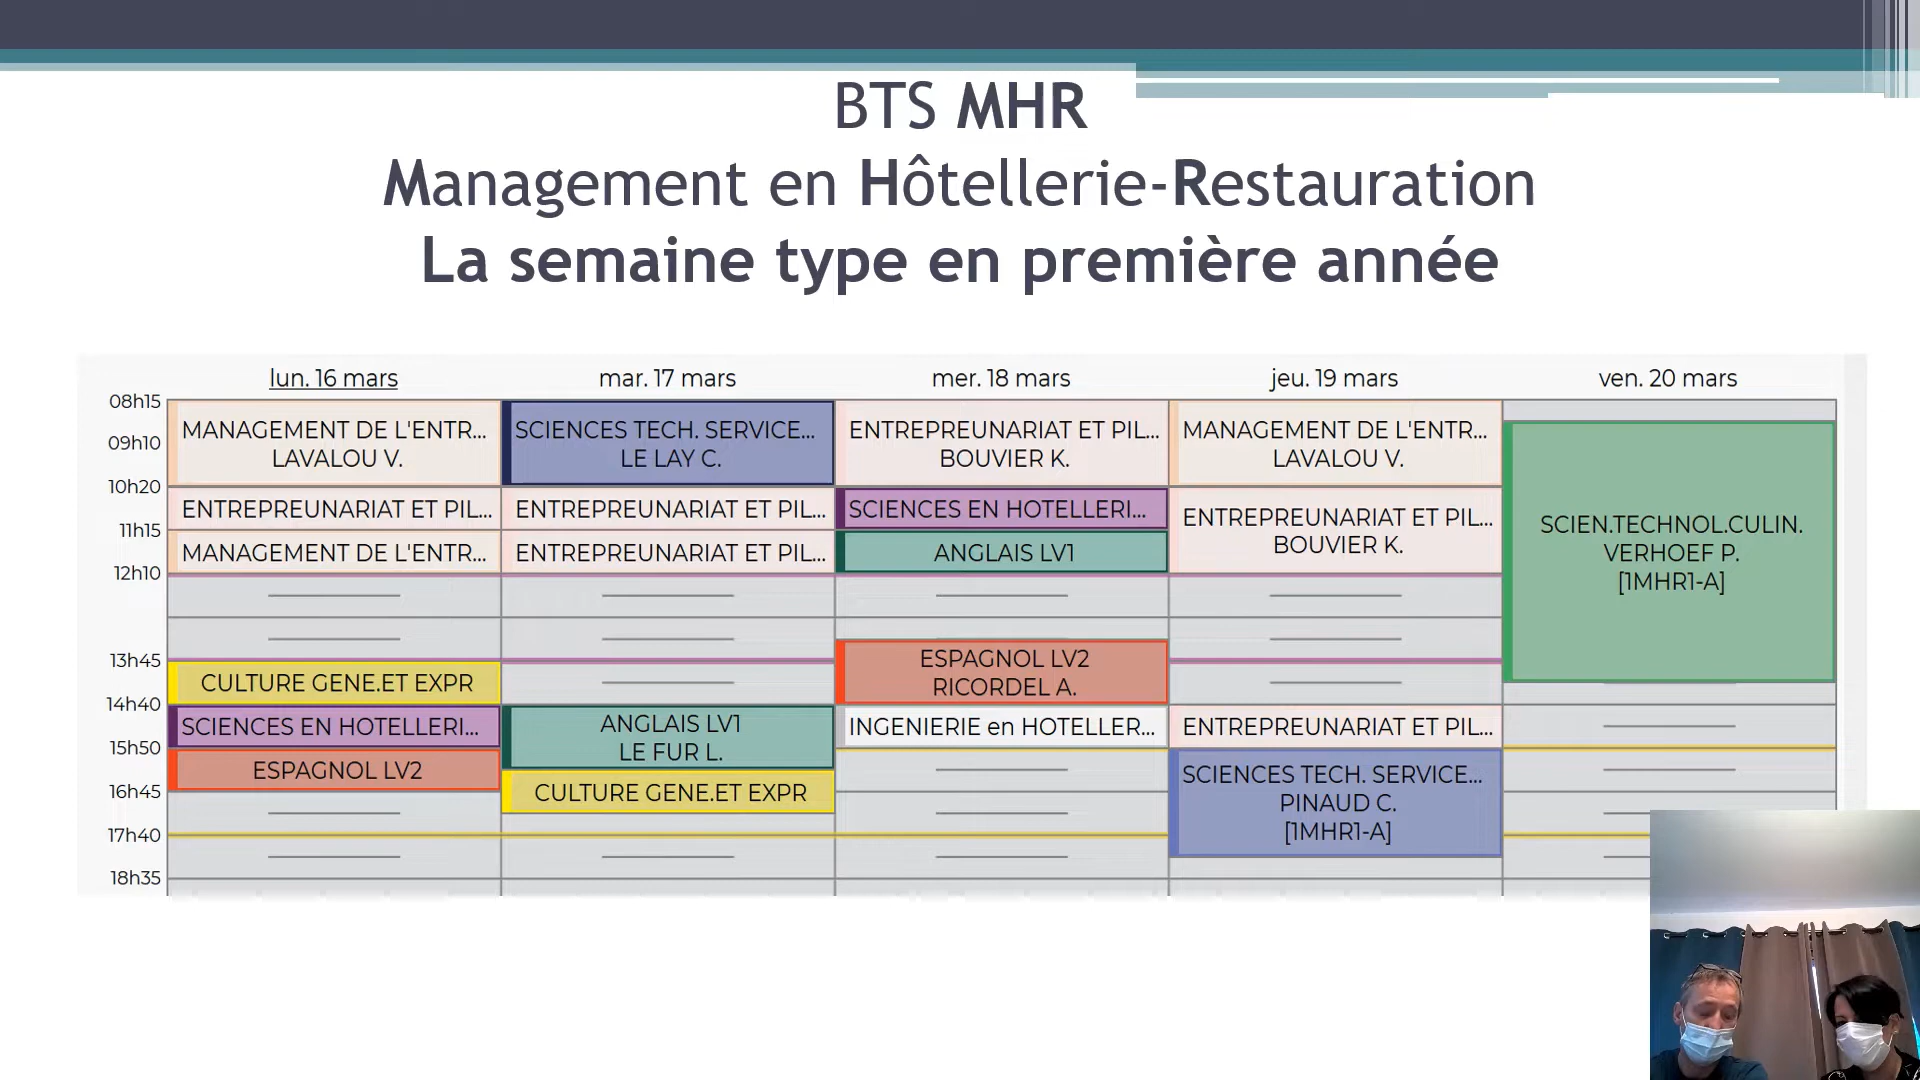 BTS MHR
Management en Hôtellerie-Restauration
La semaine type en première année
lun. 16 mars
mar. 17 mars
mer. 18 mars
jeu. 19 mars
ven. 20 mars
08h15
09h10
10h20
11h15
12h10
13h45
14h40
15h50
16h45
17h40
18h35
MANAGEMENT DE L'ENTR...
LAVALOU V.
ENTREPREUNARIAT ET PIL...
MANAGEMENT DE L'ENTR...
CULTURE GENE.ET EXPR
SCIENCES EN HOTELLERI...
ESPAGNOL LV2
SCIENCES TECH. SERVICE...
LE LAY C.
ENTREPREUNARIAT ET PIL...
ENTREPREUNARIAT ET PIL...
ANGLAIS LV1
LE FUR L.
CULTURE GENE.ET EXPR
ENTREPREUNARIAT ET PIL...
BOUVIER K.
SCIENCES EN HOTELLERI...
ANGLAIS LV1
ESPAGNOL LV2
RICORDEL A.
INGENIERIE en HOTELLER...
MANAGEMENT DE L'ENTR...
LAVALOU V.
ENTREPREUNARIAT ET PIL...
BOUVIER K.
ENTREPREUNARIAT ET PIL...
SCIENCES TECH. SERVICE...
PINAUD C.
[1MHR1-A]
SCIEN.TECHNOL.CULIN.
VERHOEF P.
[1MHR1-A]